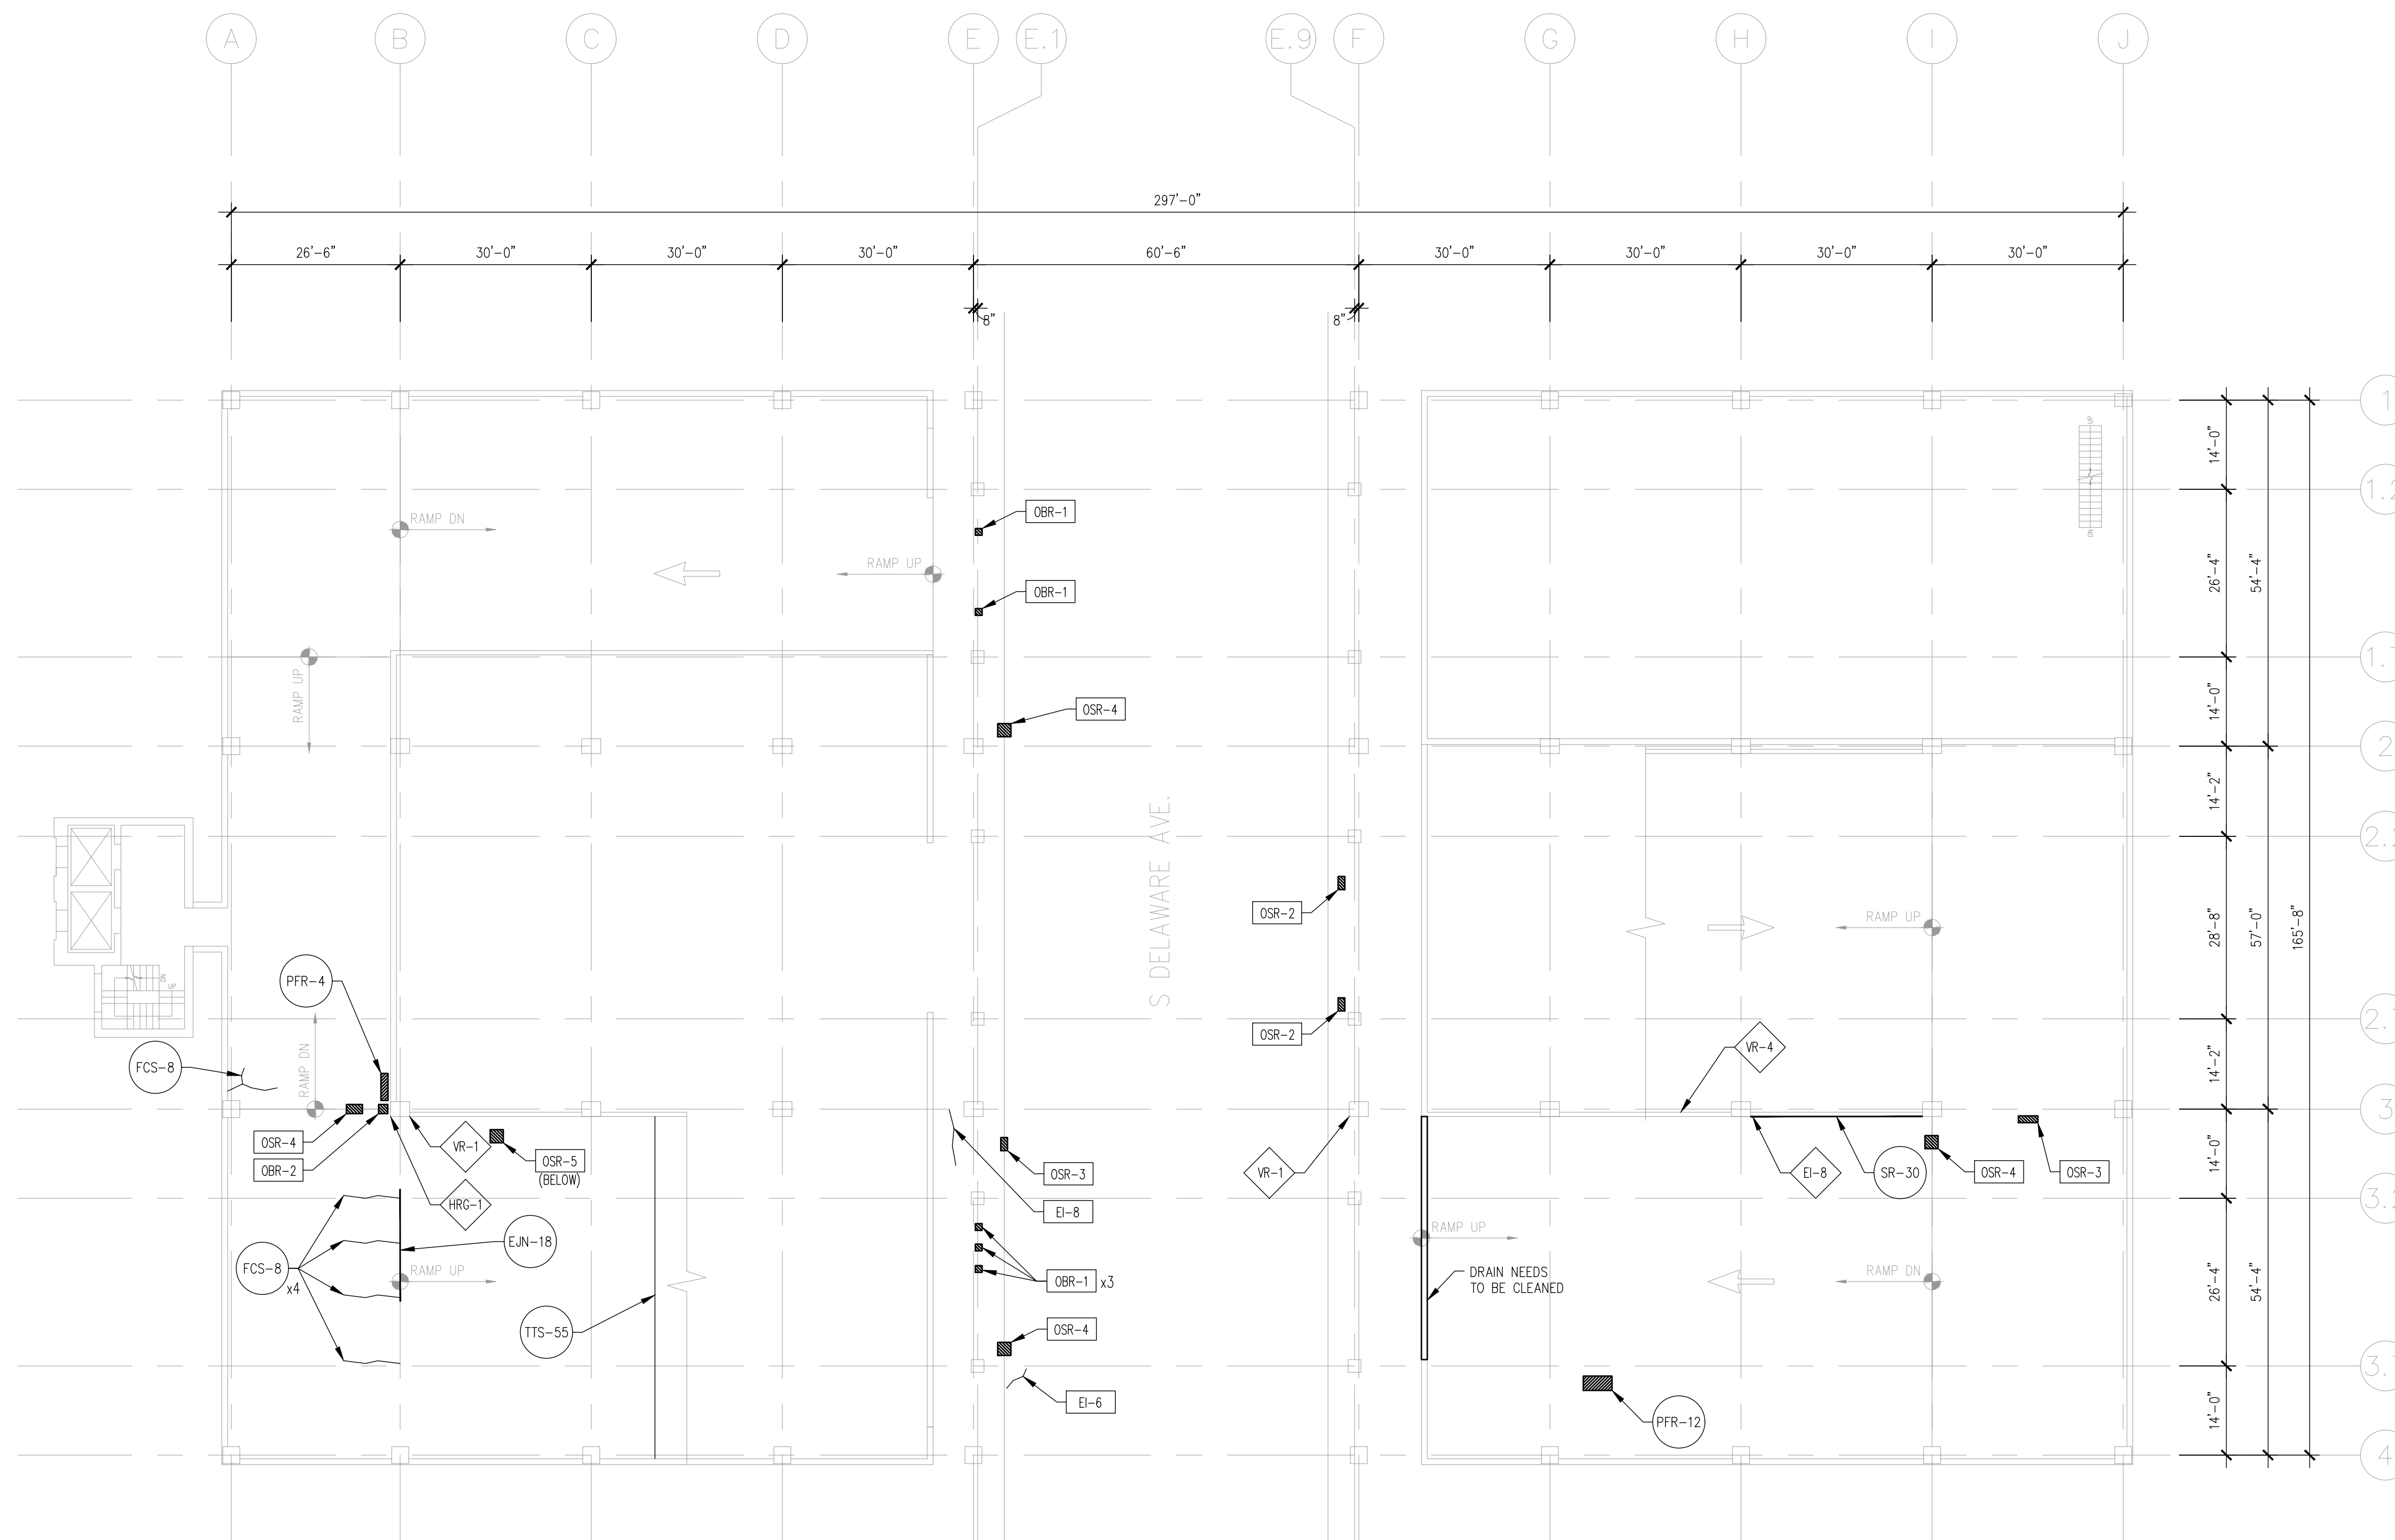 A B C D E E.1 E.9 F G H I J
297'-0"
26'-6" 30'-0" 30'-0" 30'-0" 60'-6" 30'-0" 30'-0" 30'-0" 30'-0"
8" 8"
1
UP
14'-0"
DN
OBR-1
RAMP DN
RAMP UP
26'-4" 54'-4"
OBR-1
RAMP UP
14'-0"
OSR-4
2
14'-2"
S DELAWARE AVE.
OSR-2
RAMP UP
28'-8" 57'-0" 165'-8"
DN
UP
PFR-4
OSR-2
VR-4
FCS-8
RAMP DN
14'-2"
3
OSR-4
OBR-2
VR-1
OSR-5
(BELOW)
OSR-3
VR-1
EI-8
SR-30
OSR-4
OSR-3
14'-0"
HRG-1
EI-8
EJN-18
RAMP UP
FCS-8
x4
RAMP UP
OBR-1 x3
DRAIN NEEDS
TO BE CLEANED
RAMP DN
26'-4" 54'-4"
TTS-55
OSR-4
EI-6
PFR-12
14'-0"
4